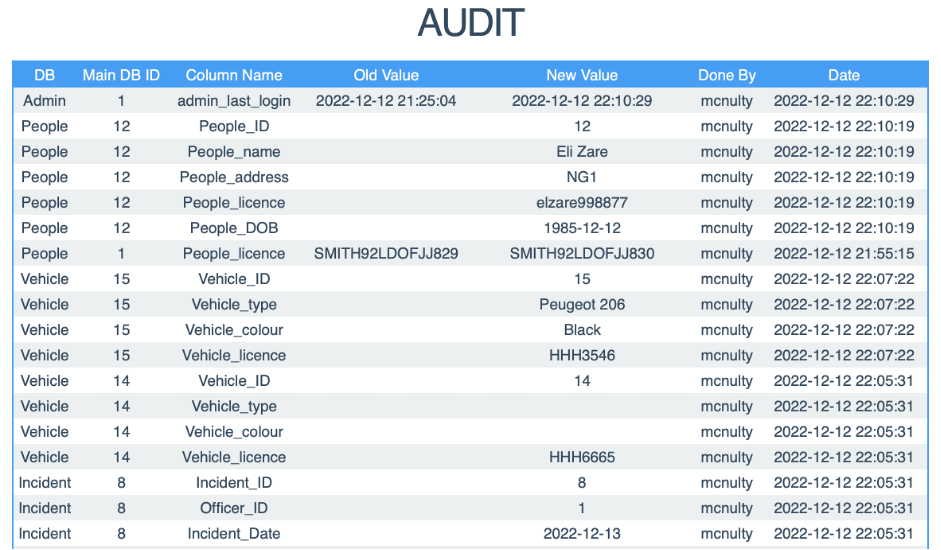 AUDIT
DB Main DB ID Column Name Old Value New Value Done By Date
Admin 1 admin_last_login 2022-12-12 21:25:04 2022-12-12 22:10:29 mcnulty 2022-12-12 22:10:29
People 12 People_ID 12 mcnulty 2022-12-12 22:10:19
People 12 People_name Eli Zare mcnulty 2022-12-12 22:10:19
People 12 People_address NG1 mcnulty 2022-12-12 22:10:19
People 12 People_licence elzare998877 mcnulty 2022-12-12 22:10:19
People 12 People_DOB 1985-12-12 mcnulty 2022-12-12 22:10:19
People 1 People_licence SMITH92LDOFJJ829 SMITH92LDOFJJ830 mcnulty 2022-12-12 21:55:15
Vehicle 15 Vehicle_ID 15 mcnulty 2022-12-12 22:07:22
Vehicle 15 Vehicle_type Peugeot 206 mcnulty 2022-12-12 22:07:22
Vehicle 15 Vehicle_colour Black mcnulty 2022-12-12 22:07:22
Vehicle 15 Vehicle_licence HHH3546 mcnulty 2022-12-12 22:07:22
Vehicle 14 Vehicle_ID 14 mcnulty 2022-12-12 22:05:31
Vehicle 14 Vehicle_type mcnulty 2022-12-12 22:05:31
Vehicle 14 Vehicle_colour mcnulty 2022-12-12 22:05:31
Vehicle 14 Vehicle_licence HHH6665 mcnulty 2022-12-12 22:05:31
Incident 8 Incident_ID 8 mcnulty 2022-12-12 22:05:31
Incident 8 Officer_ID 1 mcnulty 2022-12-12 22:05:31
Incident 8 Incident_Date 2022-12-13 mcnulty 2022-12-12 22:05:31